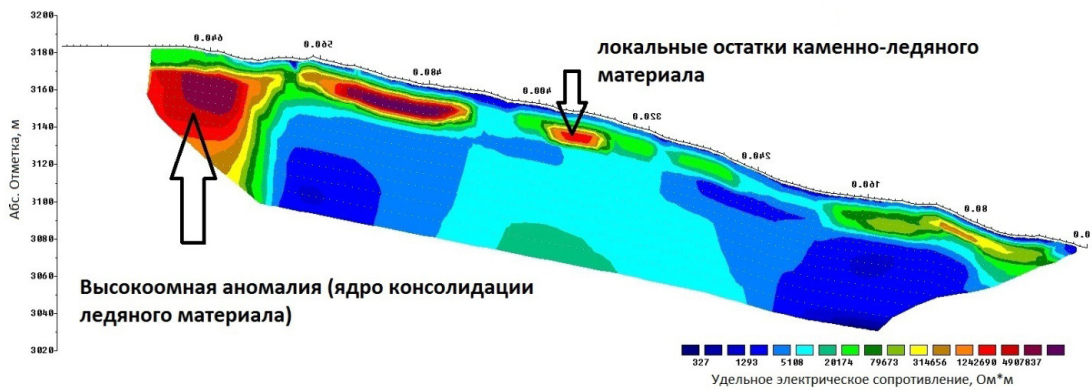 3200
3180
3160
3140
3120
3100
3080
3060
3040
3020
Абс. Отметка, м
640.0
560.0
480.0
400.0
320.0
240.0
160.0
80.0
0.0
локальные остатки каменно-ледяного
материала
Высокоомная аномалия (ядро консолидации
ледяного материала)
327 1293 5108 20174 79673 314656 1242690 4907837
Удельное электрическое сопротивление, Ом*м